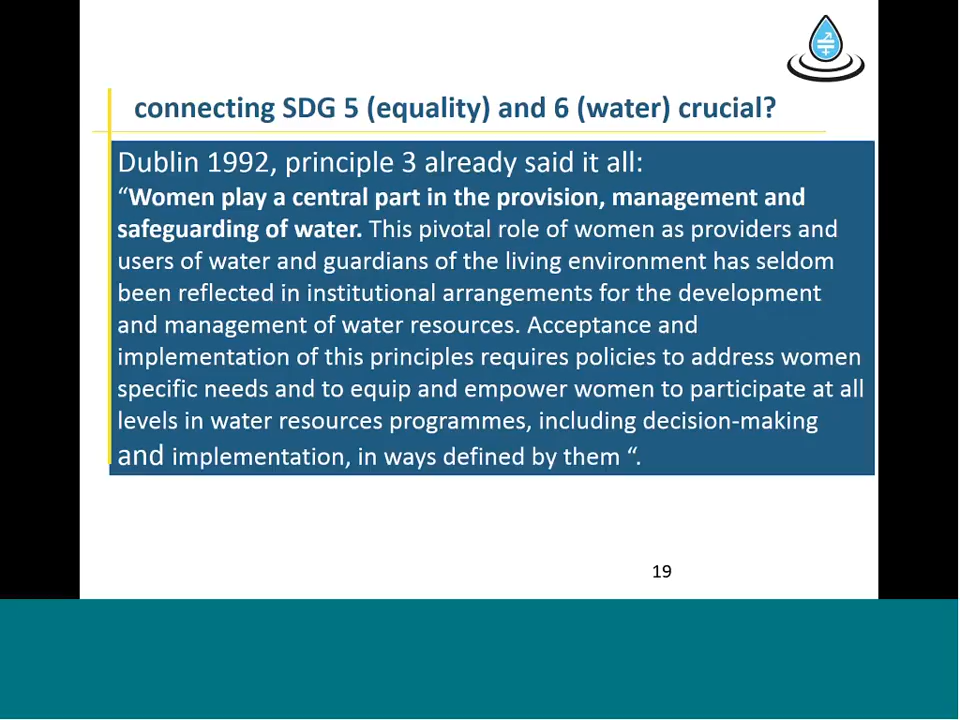 connecting SDG 5 (equality) and 6 (water) crucial?
Dublin 1992, principle 3 already said it all:
“Women play a central part in the provision, management and
safeguarding of water. This pivotal role of women as providers and
users of water and guardians of the living environment has seldom
been reflected in institutional arrangements for the development
and management of water resources. Acceptance and
implementation of this principles requires policies to address women
specific needs and to equip and empower women to participate at all
levels in water resources programmes, including decision-making
and implementation, in ways defined by them “.
19